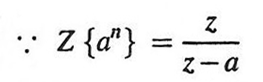 ∵ Z {aⁿ} = z / (z − a)